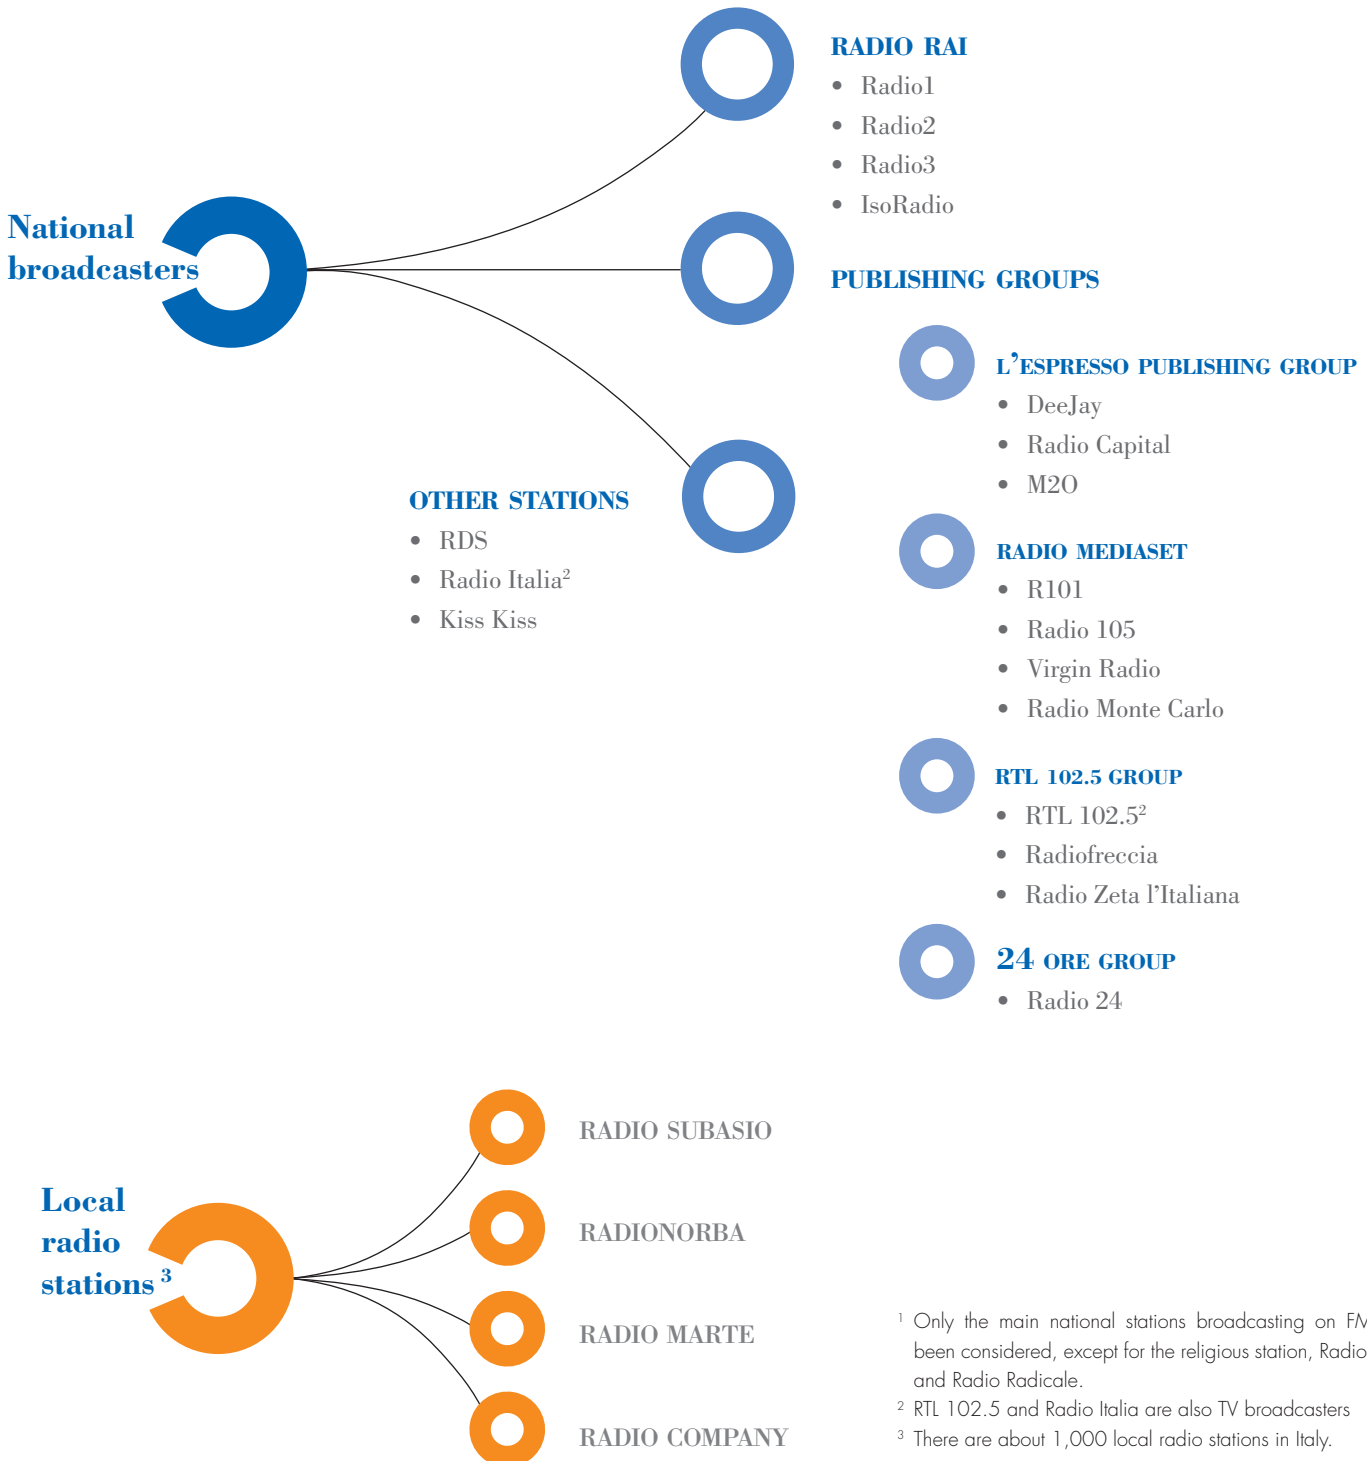 National
broadcasters
RADIO RAI
• Radio1
• Radio2
• Radio3
• IsoRadio
PUBLISHING GROUPS
L’ESPRESSO PUBLISHING GROUP
• DeeJay
• Radio Capital
• M2O
RADIO MEDIASET
• R101
• Radio 105
• Virgin Radio
• Radio Monte Carlo
RTL 102.5 GROUP
• RTL 102.5²
• Radiofreccia
• Radio Zeta l’Italiana
24 ORE GROUP
• Radio 24
OTHER STATIONS
• RDS
• Radio Italia²
• Kiss Kiss
Local
radio
stations ³
RADIO SUBASIO
RADIONORBA
RADIO MARTE
RADIO COMPANY
¹ Only the main national stations broadcasting on FM
been considered, except for the religious station, Radio
and Radio Radicale.
² RTL 102.5 and Radio Italia are also TV broadcasters
³ There are about 1,000 local radio stations in Italy.